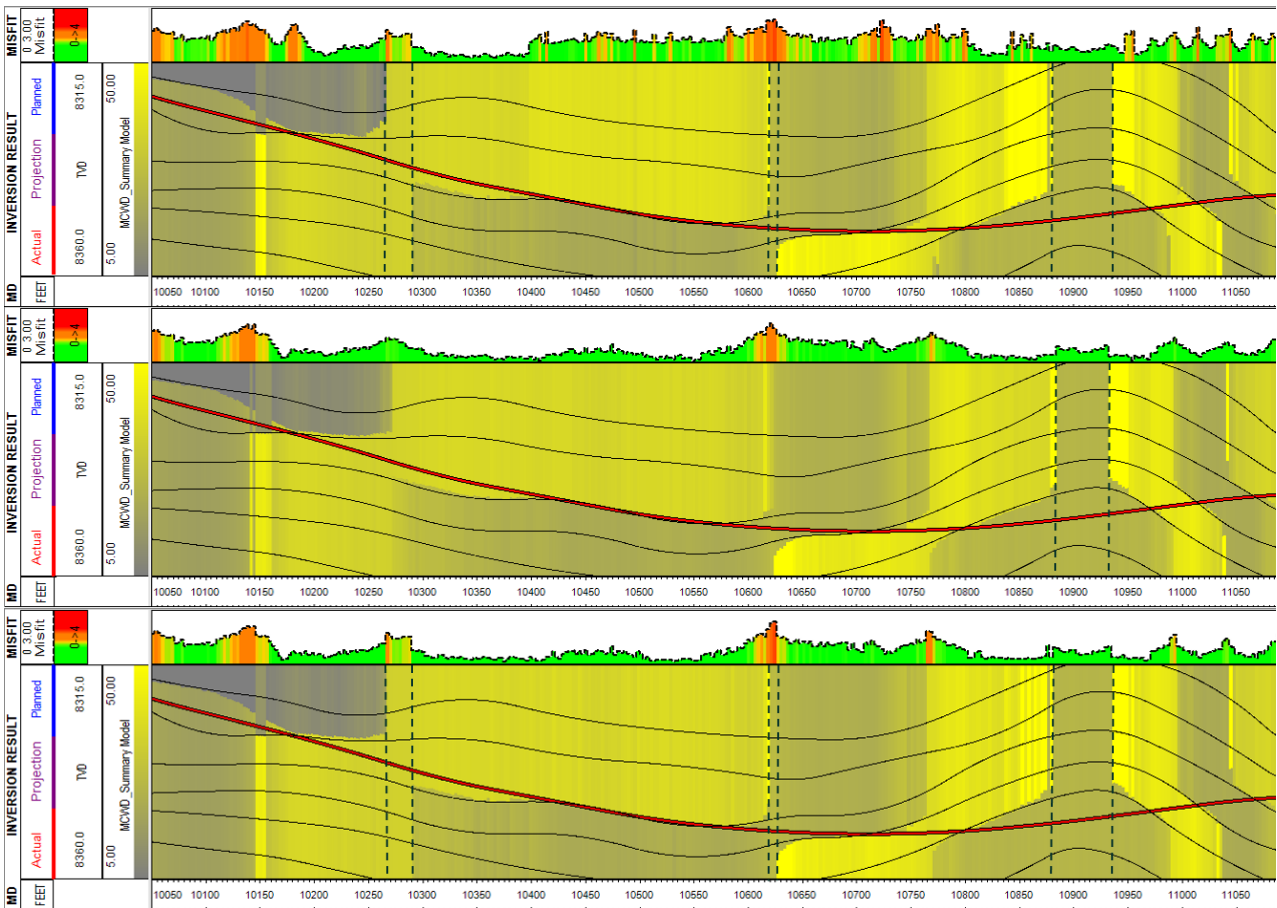 MISFIT
0 3.00
Misfit
0->4
INVERSION RESULT
Actual Projection Planned
8360.0 TVD 8315.0
5.00 MCWD_Summary Model 50.00
MD
FEET
10050 10100 10150 10200 10250 10300 10350 10400 10450 10500 10550 10600 10650 10700 10750 10800 10850 10900 10950 11000 11050
MISFIT
0 3.00
Misfit
0->4
INVERSION RESULT
Actual Projection Planned
8360.0 TVD 8315.0
5.00 MCWD_Summary Model 50.00
MD
FEET
10050 10100 10150 10200 10250 10300 10350 10400 10450 10500 10550 10600 10650 10700 10750 10800 10850 10900 10950 11000 11050
MISFIT
0 3.00
Misfit
0->4
INVERSION RESULT
Actual Projection Planned
8360.0 TVD 8315.0
5.00 MCWD_Summary Model 50.00
MD
FEET
10050 10100 10150 10200 10250 10300 10350 10400 10450 10500 10550 10600 10650 10700 10750 10800 10850 10900 10950 11000 11050